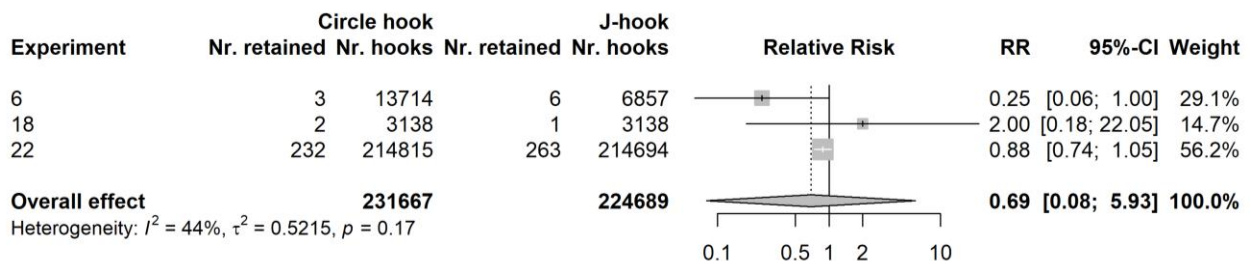 Circle hook J-hook
Experiment Nr. retained Nr. hooks Nr. retained Nr. hooks Relative Risk RR 95%-CI Weight
6 3 13714 6 6857 0.25 [0.06; 1.00] 29.1%
18 2 3138 1 3138 2.00 [0.18; 22.05] 14.7%
22 232 214815 263 214694 0.88 [0.74; 1.05] 56.2%
Overall effect 231667 224689 0.69 [0.08; 5.93] 100.0%
Heterogeneity: I² = 44%, τ² = 0.5215, p = 0.17
0.1 0.5 1 2 10